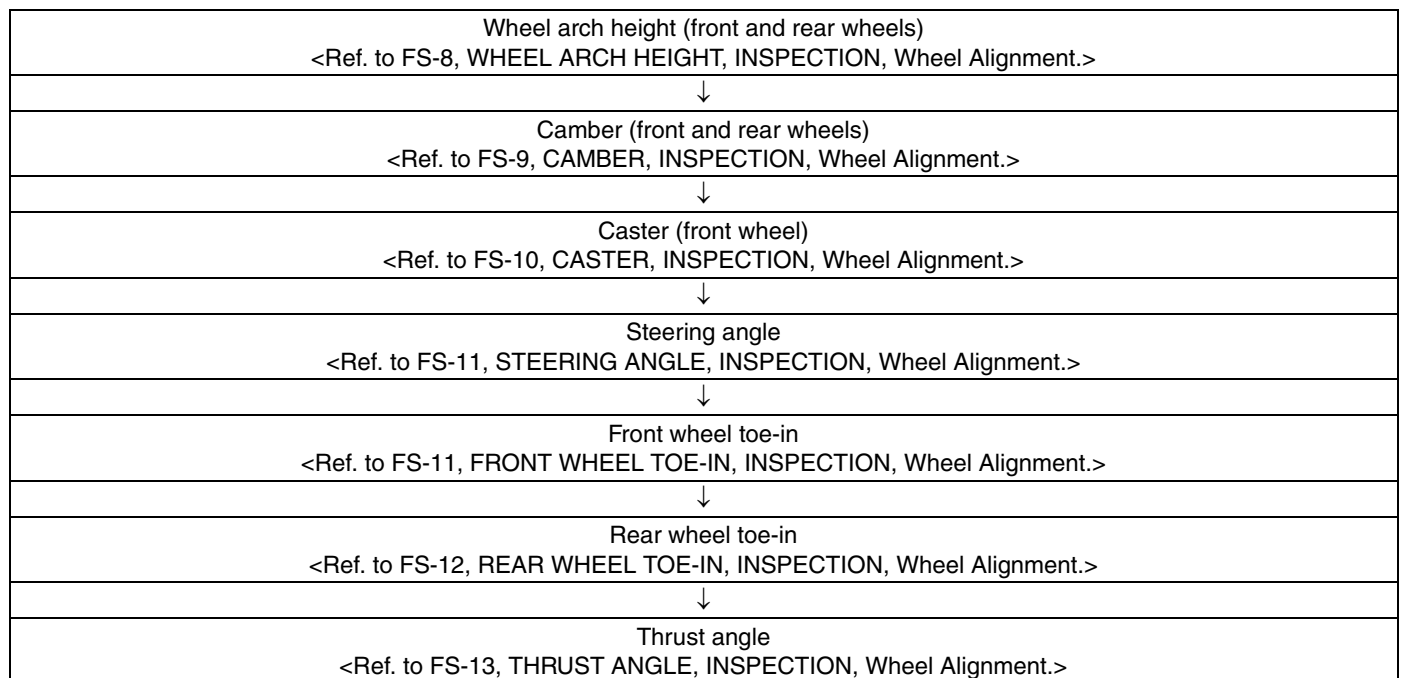 Wheel arch height (front and rear wheels)
<Ref. to FS-8, WHEEL ARCH HEIGHT, INSPECTION, Wheel Alignment.>
↓
Camber (front and rear wheels)
<Ref. to FS-9, CAMBER, INSPECTION, Wheel Alignment.>
↓
Caster (front wheel)
<Ref. to FS-10, CASTER, INSPECTION, Wheel Alignment.>
↓
Steering angle
<Ref. to FS-11, STEERING ANGLE, INSPECTION, Wheel Alignment.>
↓
Front wheel toe-in
<Ref. to FS-11, FRONT WHEEL TOE-IN, INSPECTION, Wheel Alignment.>
↓
Rear wheel toe-in
<Ref. to FS-12, REAR WHEEL TOE-IN, INSPECTION, Wheel Alignment.>
↓
Thrust angle
<Ref. to FS-13, THRUST ANGLE, INSPECTION, Wheel Alignment.>